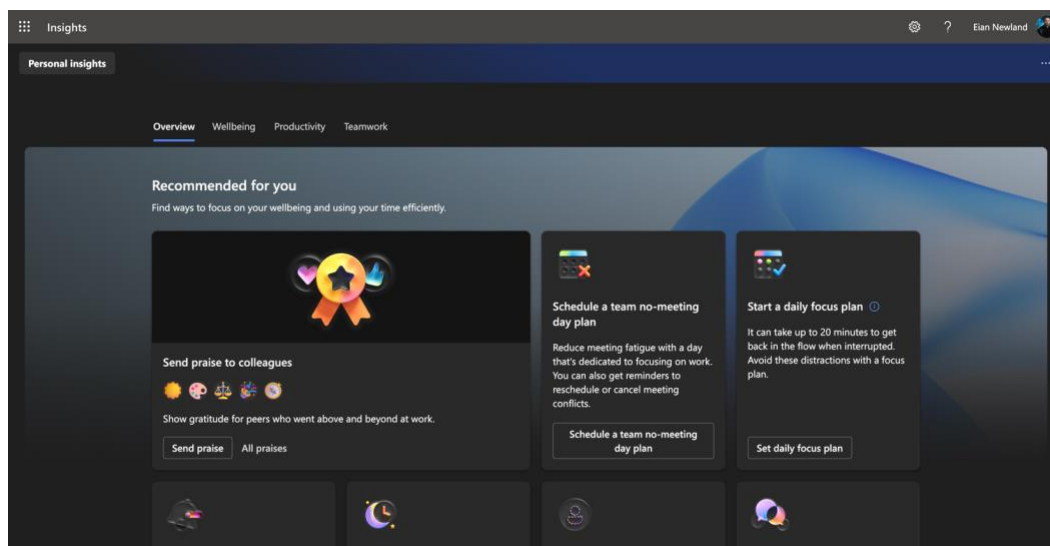 Insights
? Eian Newland
Personal insights
Overview Wellbeing Productivity Teamwork
Recommended for you
Find ways to focus on your wellbeing and using your time efficiently.
Send praise to colleagues
Show gratitude for peers who went above and beyond at work.
Send praise All praises
Schedule a team no-meeting
day plan
Reduce meeting fatigue with a day
that's dedicated to focusing on work.
You can also get reminders to
reschedule or cancel meeting
conflicts.
Schedule a team no-meeting
day plan
Start a daily focus plan
It can take up to 20 minutes to get
back in the flow when interrupted.
Avoid these distractions with a focus
plan.
Set daily focus plan